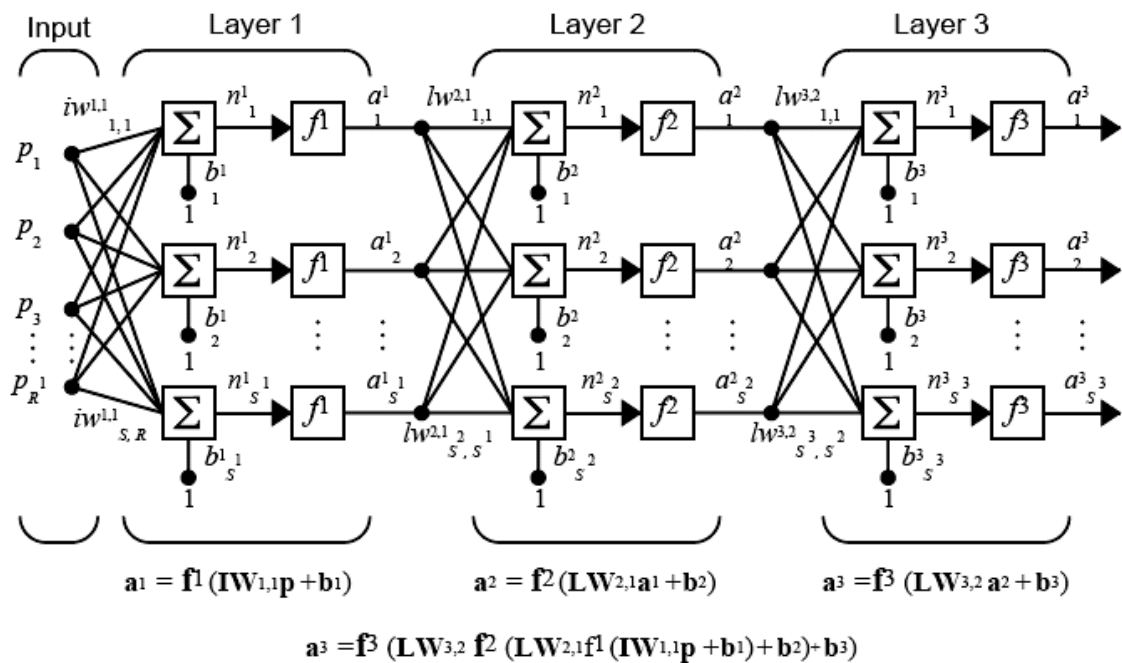 Input Layer 1 Layer 2 Layer 3
iw1,1 1,1 n1 1 a1 1 lw2,1 1,1 n2 1 a2 1 lw3,2 1,1 n3 1 a3 1
Σ f1 Σ f2 Σ f3
p1 b1 1 b2 1 b3 1
1 1 1
p2 n1 2 a1 2 n2 2 a2 2 n3 2 a3 2
Σ f1 Σ f2 Σ f3
p3 b1 2 b2 2 b3 2
1 1 1
pR1 n1 s1 a1 s1 n2 s2 a2 s2 n3 s3 a3 s3
Σ f1 Σ f2 Σ f3
iw1,1 s,R lw2,1 s2,s1 lw3,2 s3,s2
b1 s1 b2 s2 b3 s3
1 1 1
a1 = f1 (IW1,1p +b1) a2 = f2 (LW2,1a1 +b2) a3 =f3 (LW3,2 a2 +b3)
a3 =f3 (LW3,2 f2 (LW2,1f1 (IW1,1p +b1)+ b2)+b3)